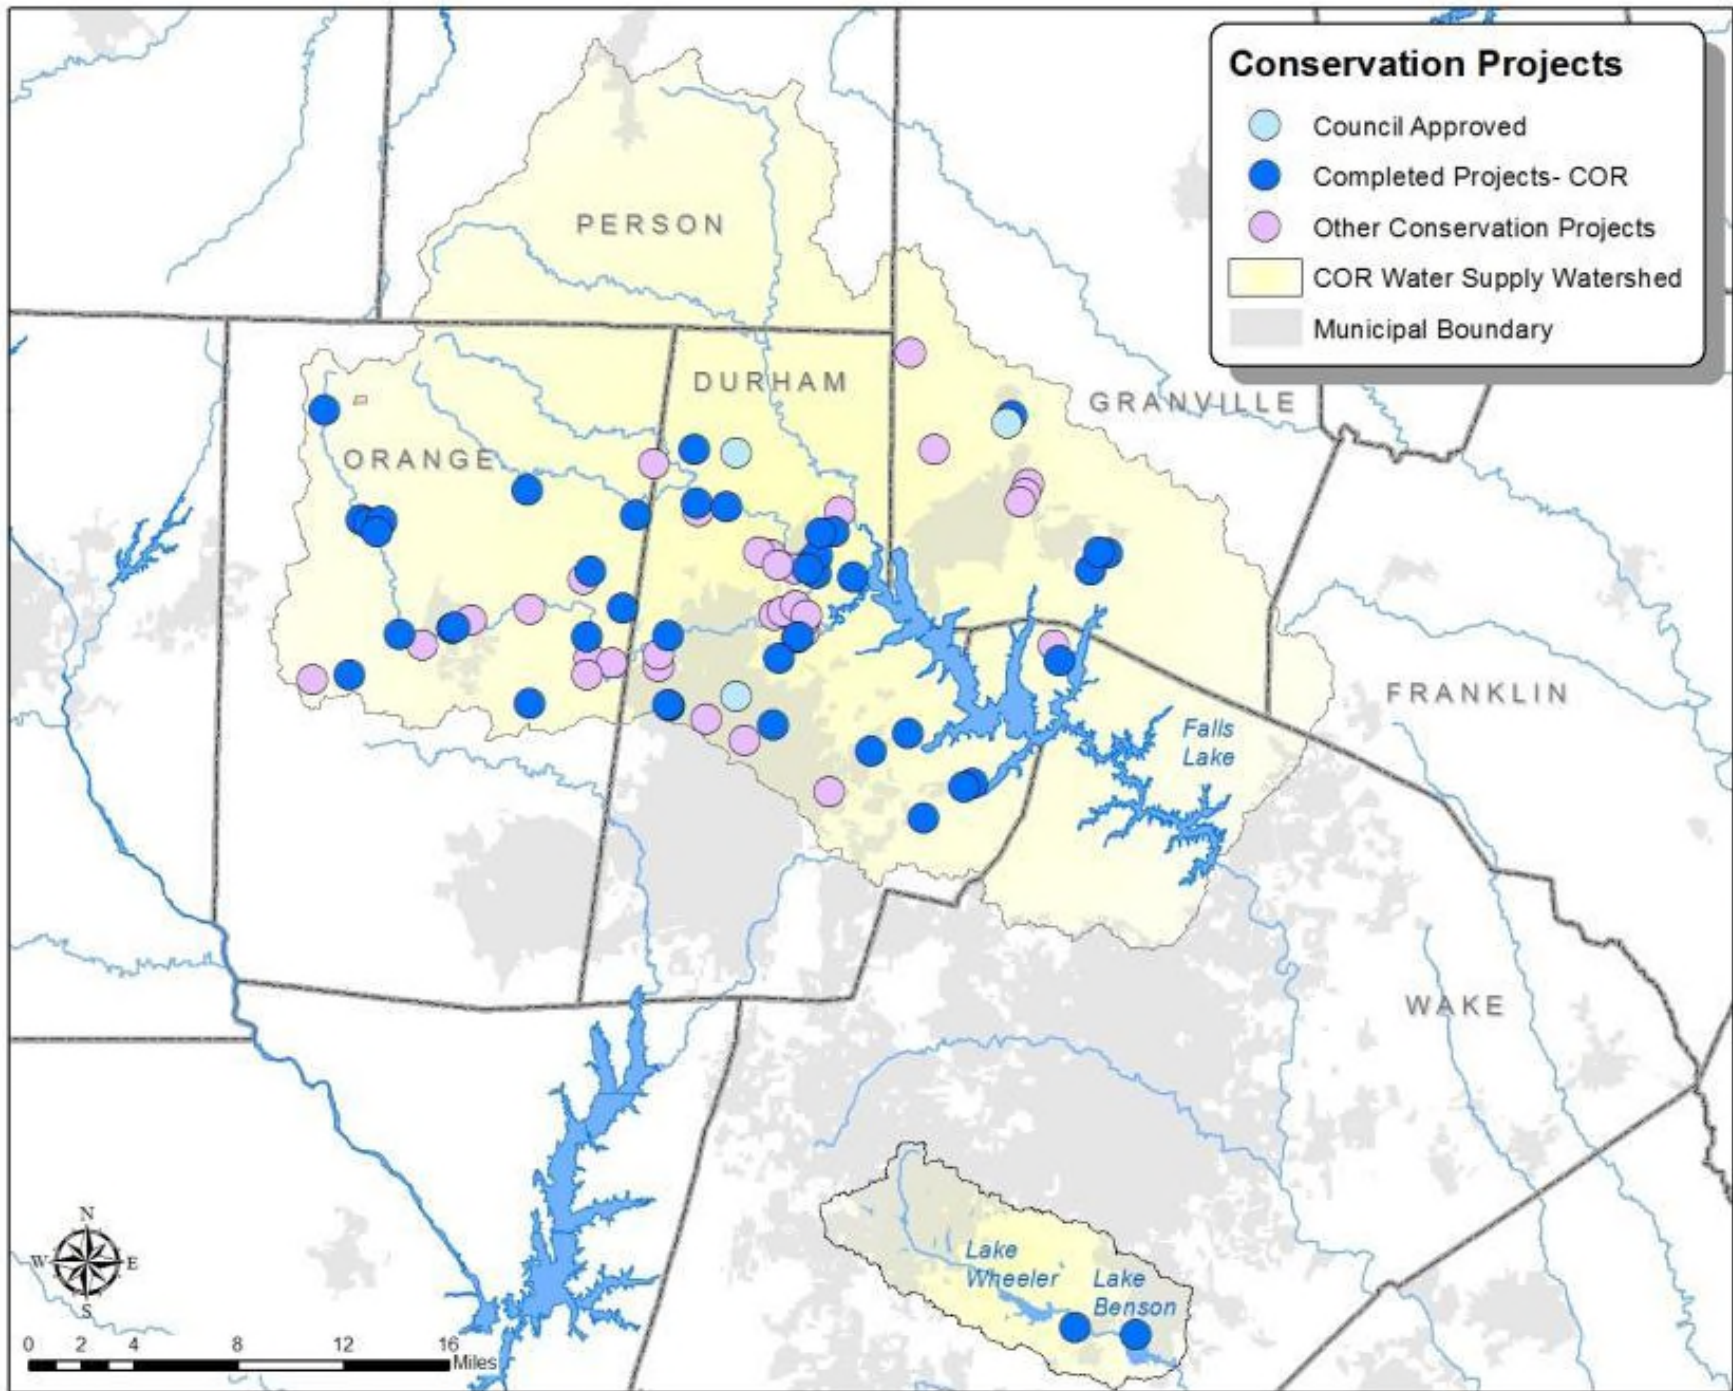 Conservation Projects
Council Approved
Completed Projects- COR
Other Conservation Projects
COR Water Supply Watershed
Municipal Boundary
PERSON
DURHAM
GRANVILLE
ORANGE
FRANKLIN
Falls
Lake
WAKE
Lake
Wheeler
Lake
Benson
N
W E
S
0 2 4 8 12 16
Miles